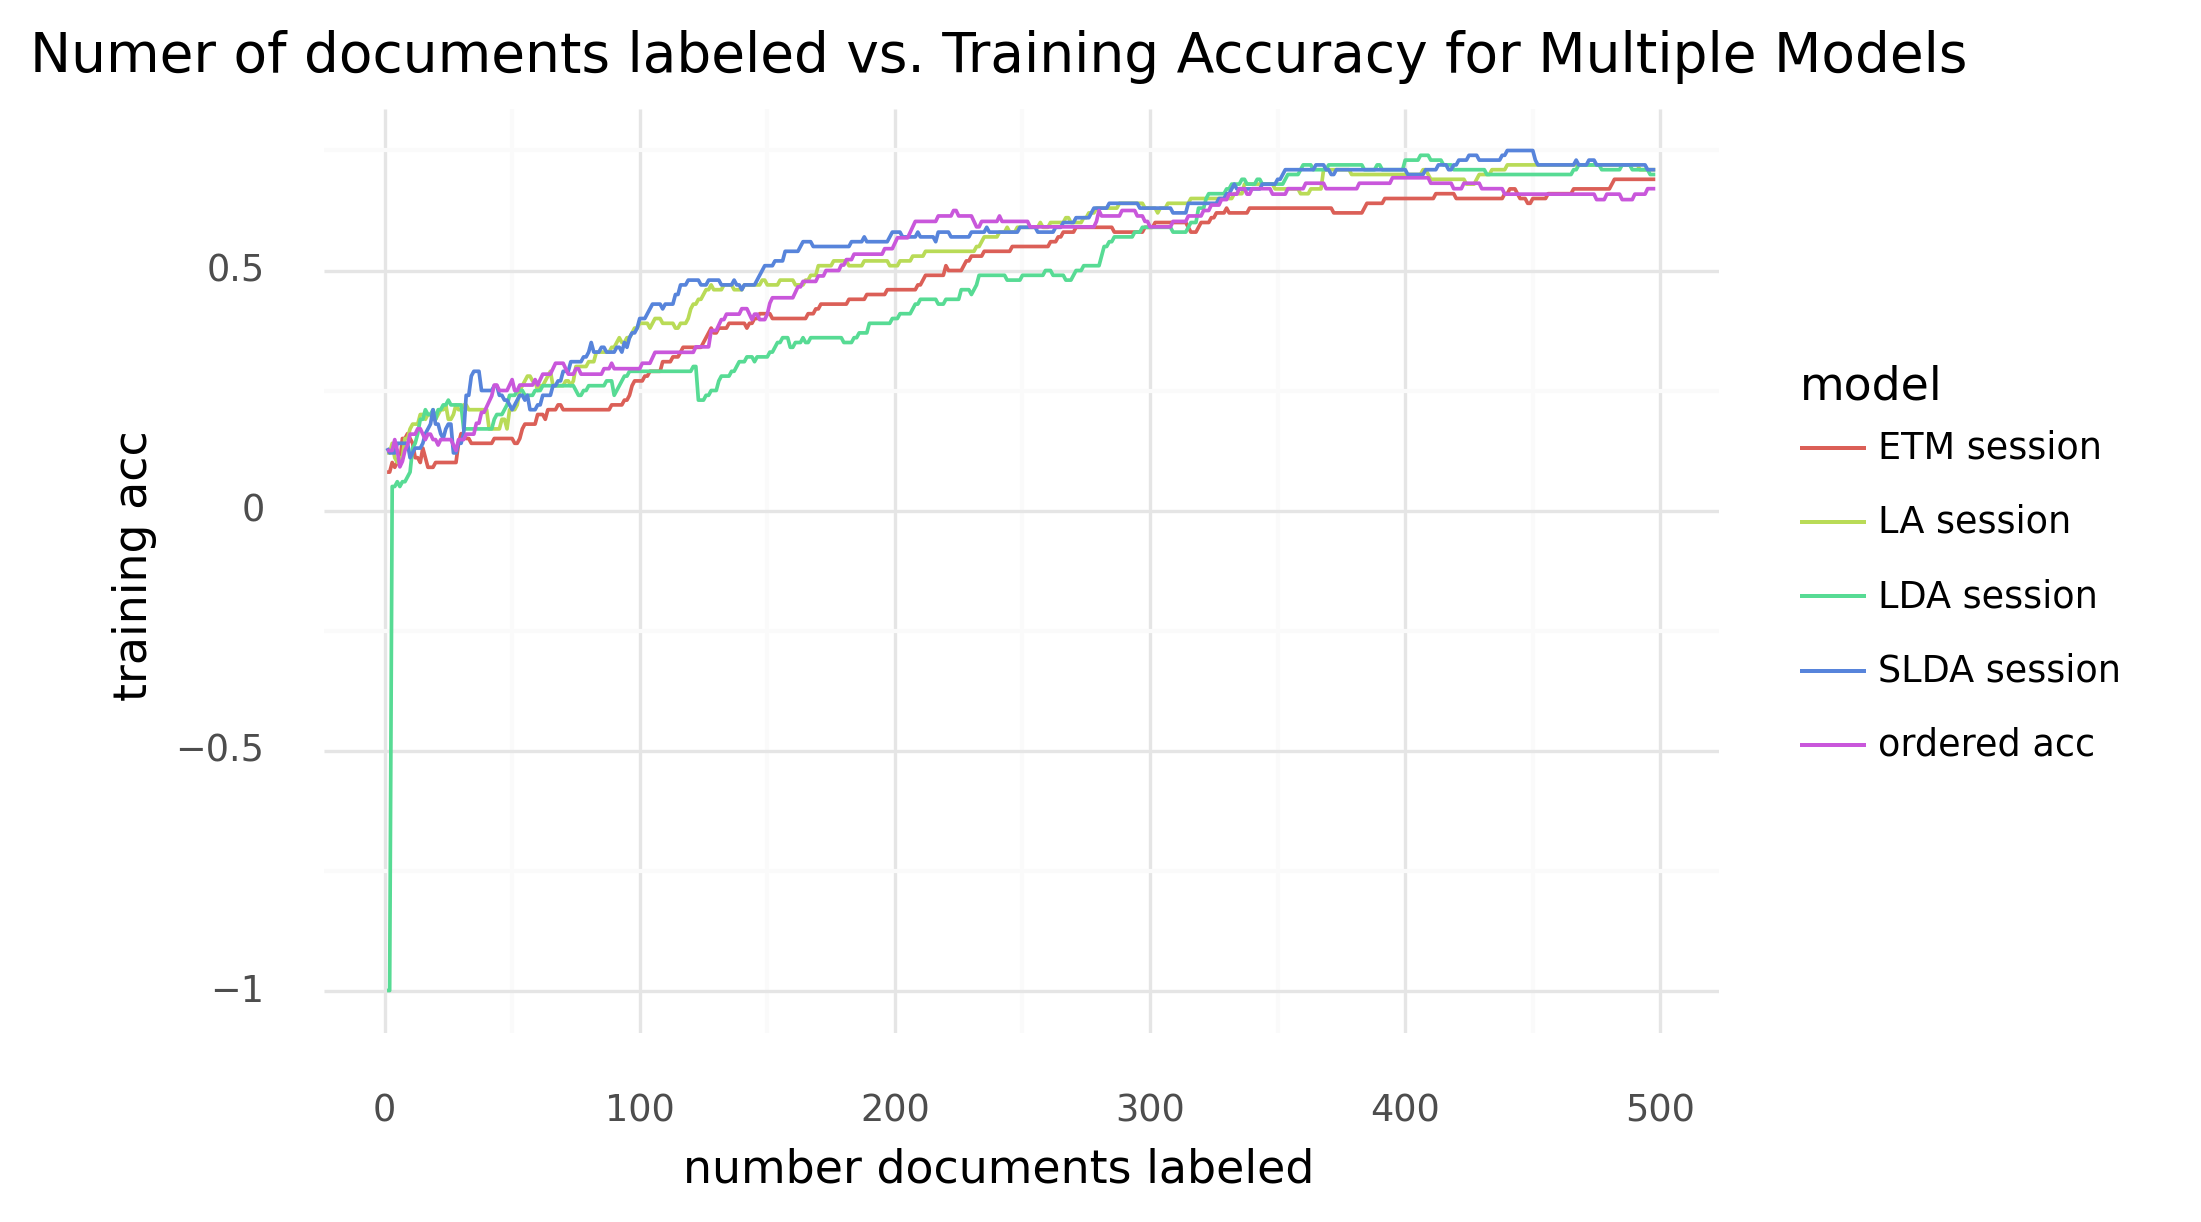 Numer of documents labeled vs. Training Accuracy for Multiple Models
training acc
0.5
0
−0.5
−1
0 100 200 300 400 500
number documents labeled
model
ETM session
LA session
LDA session
SLDA session
ordered acc